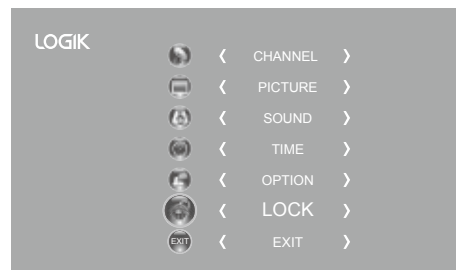 LOGIK
CHANNEL
PICTURE
SOUND
TIME
OPTION
LOCK
EXIT EXIT